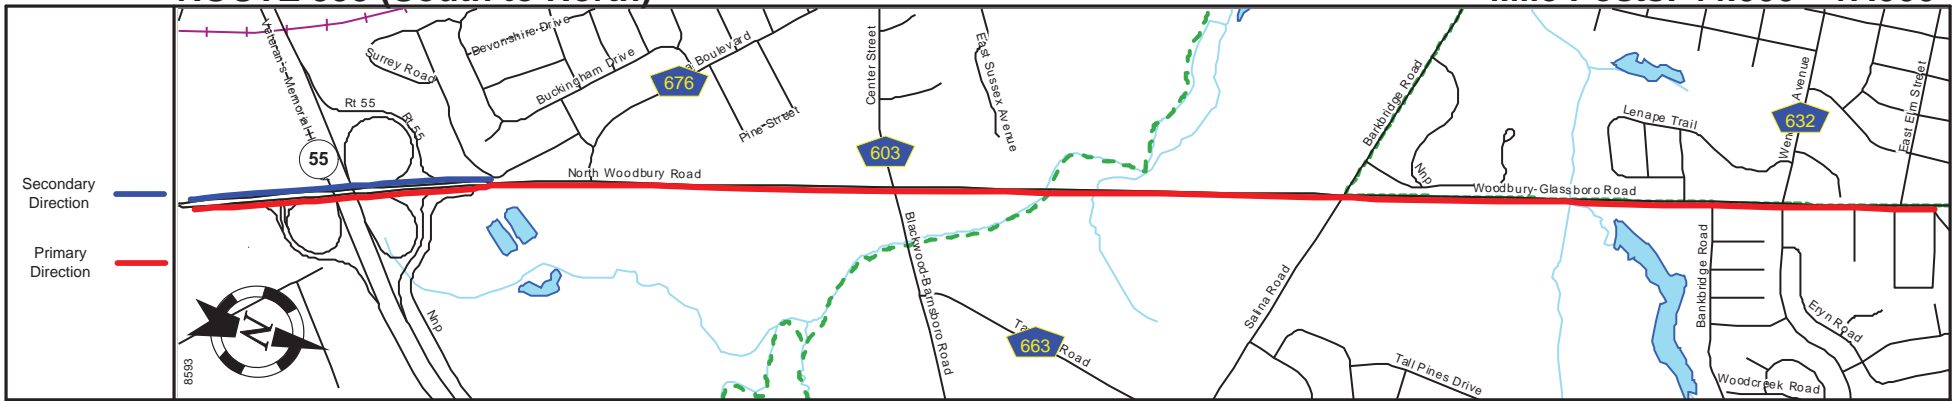 Secondary
Direction
Primary
Direction
Surrey Road
Devonshire Drive
Buckingham Drive
Boulevard
676
Pine Street
Rt 55
Rt 55
55
Center Street
603
East Sussex Avenue
North Woodbury Road
Barkbridge Road
Nnp
Woodbury-Glassboro Road
Lenape Trail
Avenue
632
East Elm Street
Blackwood-Barnsboro Road
663
Road
Salina Road
Tall Pines Drive
Bankbridge Road
Eryn Road
Woodcreek Road
Nnp
N
8593